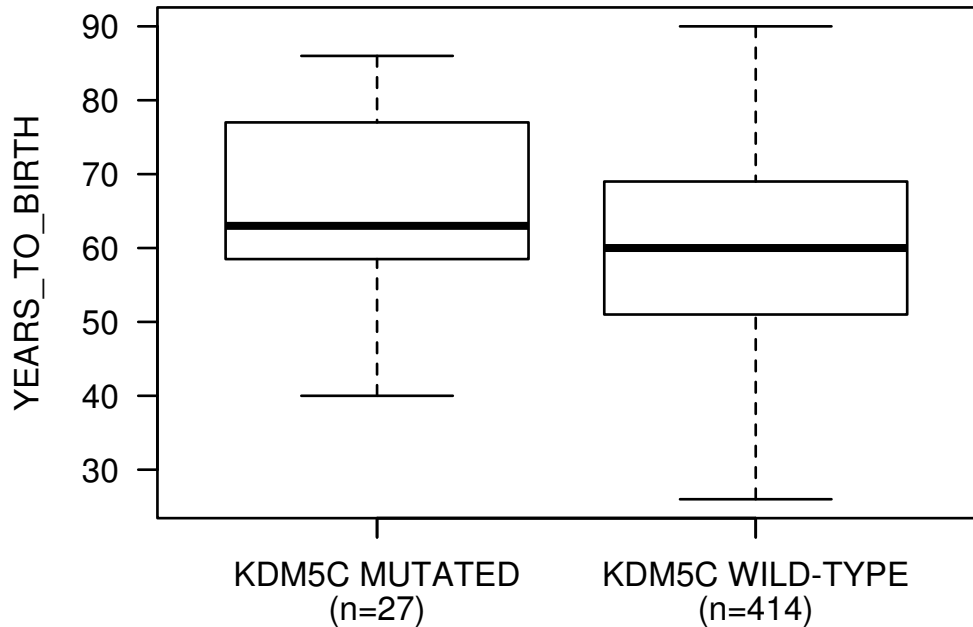 YEARS_TO_BIRTH
90
80
70
60
50
40
30
KDM5C MUTATED
(n=27)
KDM5C WILD-TYPE
(n=414)